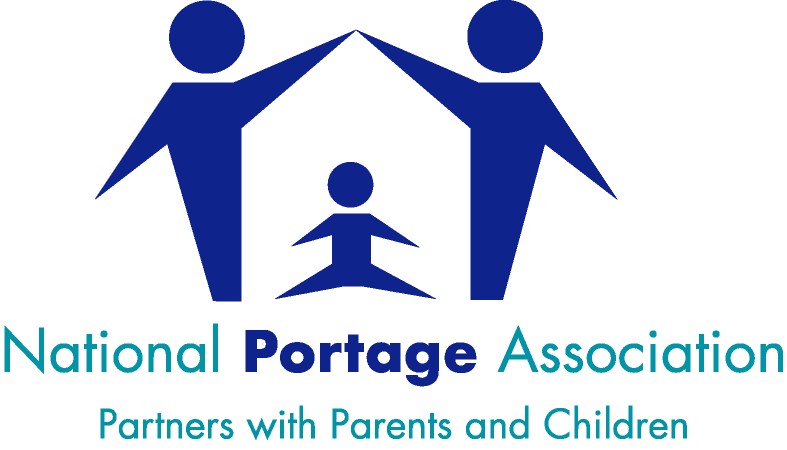 National Portage Association
Partners with Parents and Children